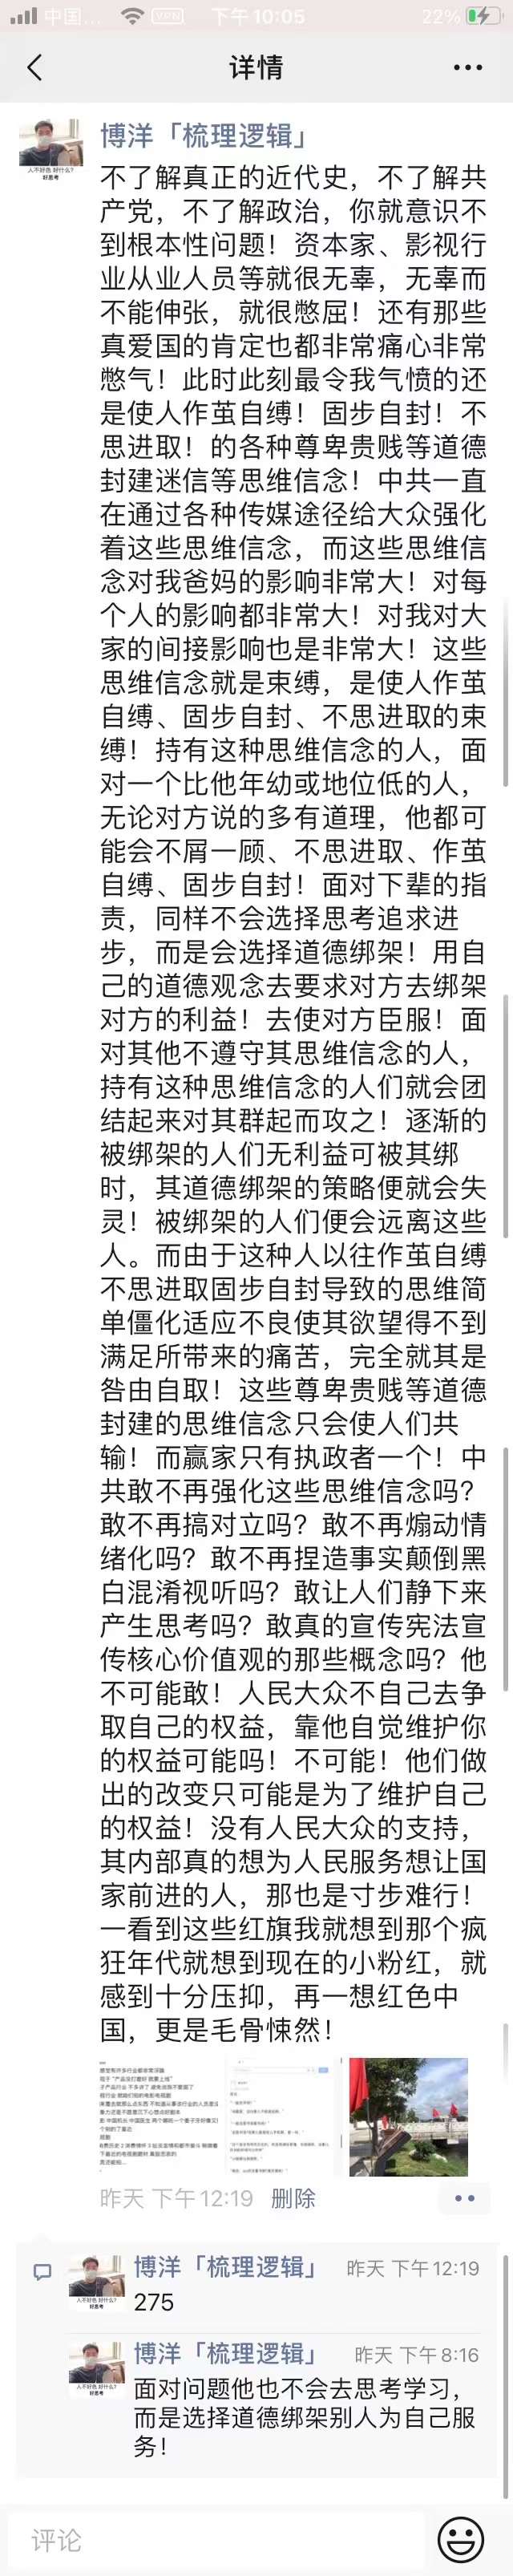 中国...
VPN
下午10:05
22%
详情
博洋「梳理逻辑」
人不好色 好什么?
好思考
不了解真正的近代史，不了解共
产党，不了解政治，你就意识不
到根本性问题！资本家、影视行
业从业人员等就很无辜，无辜而
不能伸张，就很憋屈！还有那些
真爱国的肯定也都非常痛心非常
憋气！此时此刻最令我气愤的还
是使人作茧自缚！固步自封！不
思进取！的各种尊卑贵贱等道德
封建迷信等思维信念！中共一直
在通过各种传媒途径给大众强化
着这些思维信念，而这些思维信
念对我爸妈的影响非常大！对每
个人的影响都非常大！对我对大
家的间接影响也是非常大！这些
思维信念就是束缚，是使人作茧
自缚、固步自封、不思进取的束
缚！持有这种思维信念的人，面
对一个比他年幼或地位低的人，
无论对方说的多有道理，他都可
能会不屑一顾、不思进取、作茧
自缚、固步自封！面对下辈的指
责，同样不会选择思考追求进
步，而是会选择道德绑架！用自
己的道德观念去要求对方去绑架
对方的利益！去使对方臣服！面
对其他不遵守其思维信念的人，
持有这种思维信念的人们就会团
结起来对其群起而攻之！逐渐的
被绑架的人们无利益可被其绑
时，其道德绑架的策略便就会失
灵！被绑架的人们便会远离这些
人。而由于这种人以往作茧自缚
不思进取固步自封导致的思维简
单僵化适应不良使其欲望得不到
满足所带来的痛苦，完全就其是
咎由自取！这些尊卑贵贱等道德
封建的思维信念只会使人们共
输！而赢家只有执政者一个！中
共敢不再强化这些思维信念吗？
敢不再搞对立吗？敢不再煽动情
绪化吗？敢不再捏造事实颠倒黑
白混淆视听吗？敢让人们静下来
产生思考吗？敢真的宣传宪法宣
传核心价值观的那些概念吗？他
不可能敢！人民大众不自己去争
取自己的权益，靠他自觉维护你
的权益可能吗！不可能！他们做
出的改变只可能是为了维护自己
的权益！没有人民大众的支持，
其内部真的想为人民服务想让国
家前进的人，那也是寸步难行！
一看到这些红旗我就想到那个疯
狂年代就想到现在的小粉红，就
感到十分压抑，再一想红色中
国，更是毛骨悚然！
昨天 下午12:19 删除
博洋「梳理逻辑」 昨天 下午12:19
人不好色 好什么?
好思考
275
博洋「梳理逻辑」 昨天 下午8:16
人不好色 好什么?
好思考
面对问题他也不会去思考学习，
而是选择道德绑架别人为自己服
务！
评论